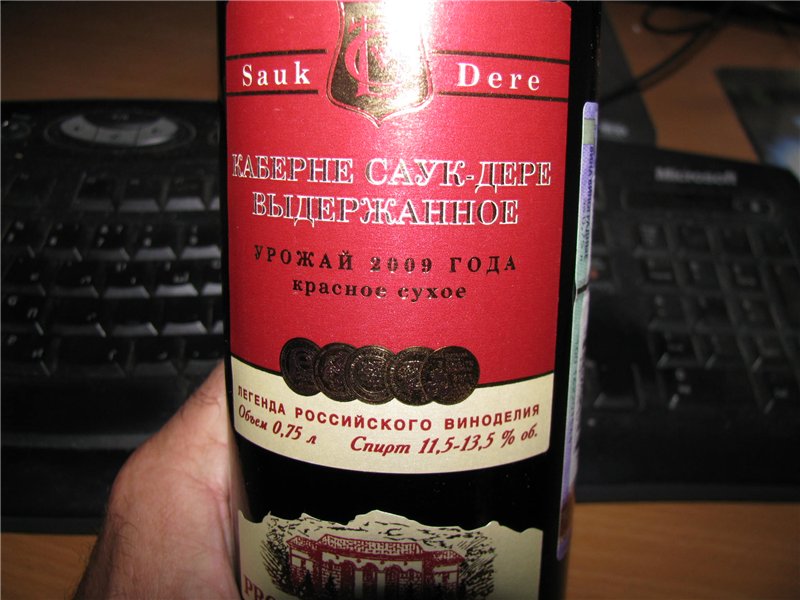 Sauk Dere
КАБЕРНЕ САУК-ДЕРЕ
ВЫДЕРЖАННОЕ
УРОЖАЙ 2009 ГОДА
красное сухое
ЛЕГЕНДА РОССИЙСКОГО ВИНОДЕЛИЯ
Объем 0,75 л Спирт 11,5-13,5 % об.
Microsoft